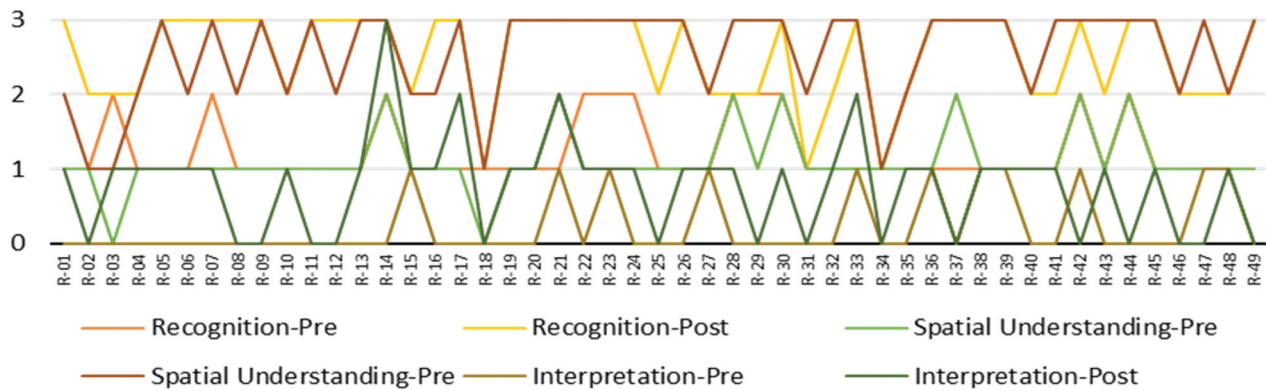 3
2
1
0
R-01 R-02 R-03 R-04 R-05 R-06 R-07 R-08 R-09 R-10 R-11 R-12 R-13 R-14 R-15 R-16 R-17 R-18 R-19 R-20 R-21 R-22 R-23 R-24 R-25 R-26 R-27 R-28 R-29 R-30 R-31 R-32 R-33 R-34 R-35 R-36 R-37 R-38 R-39 R-40 R-41 R-42 R-43 R-44 R-45 R-46 R-47 R-48 R-49
Recognition-Pre Recognition-Post Spatial Understanding-Pre
Spatial Understanding-Pre Interpretation-Pre Interpretation-Post